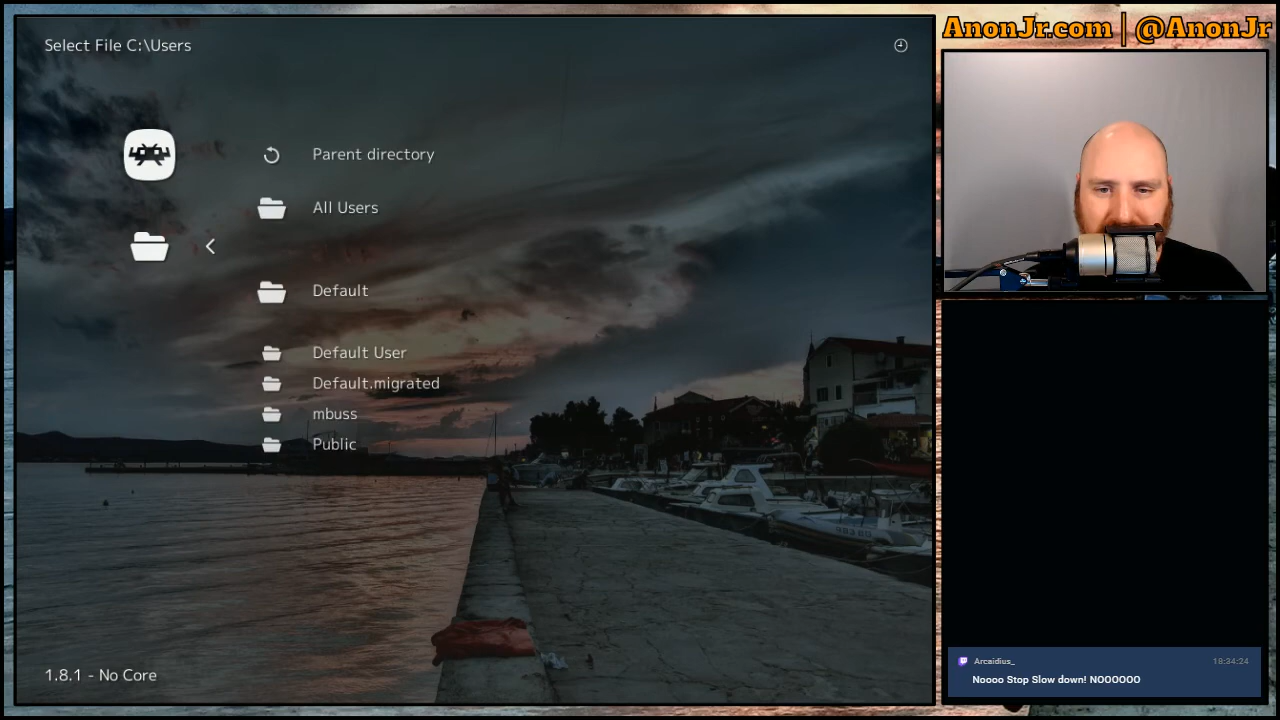 Select File C:\Users
Parent directory
All Users
Default
Default User
Default.migrated
mbuss
Public
1.8.1 - No Core
AnonJr.com | @AnonJr
Arcaidius_ 18:34:24
Noooo Stop Slow down! NOOOOOO